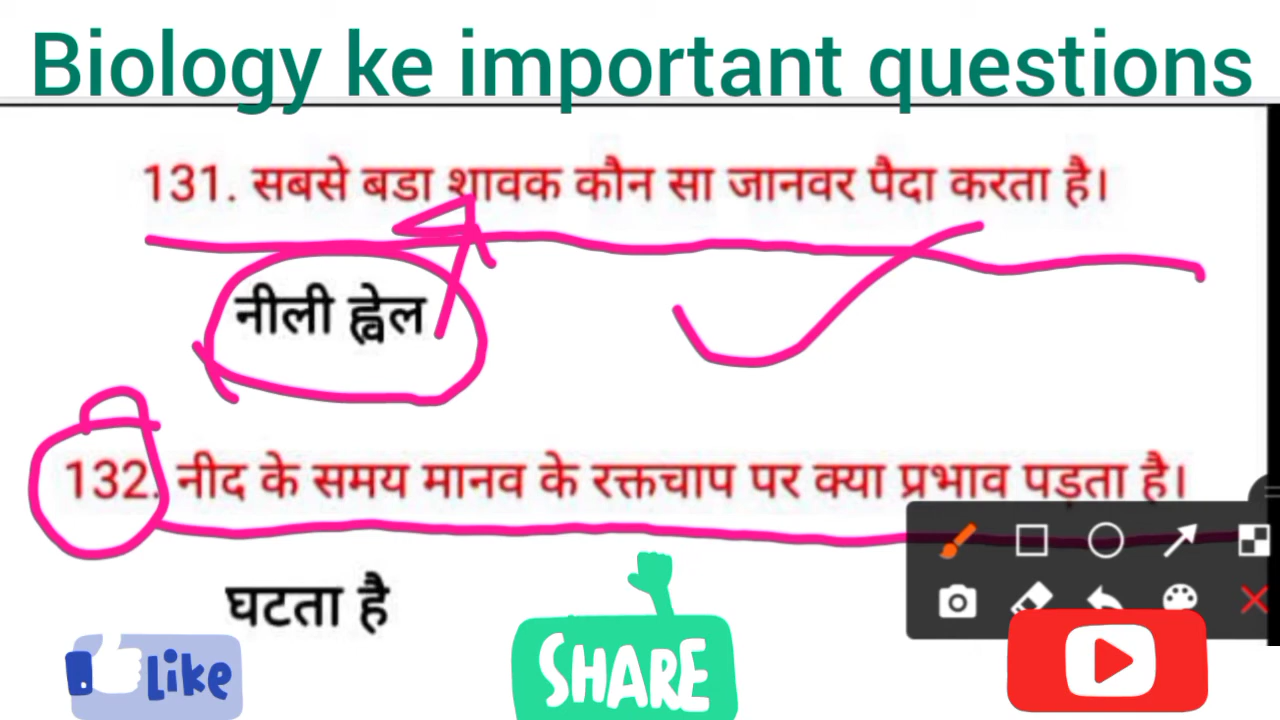 Biology ke important questions
131. सबसे बडा शावक कौन सा जानवर पैदा करता है।
नीली ह्वेल
132. नीद के समय मानव के रक्तचाप पर क्या प्रभाव पड़ता है।
घटता है
Like
SHARE